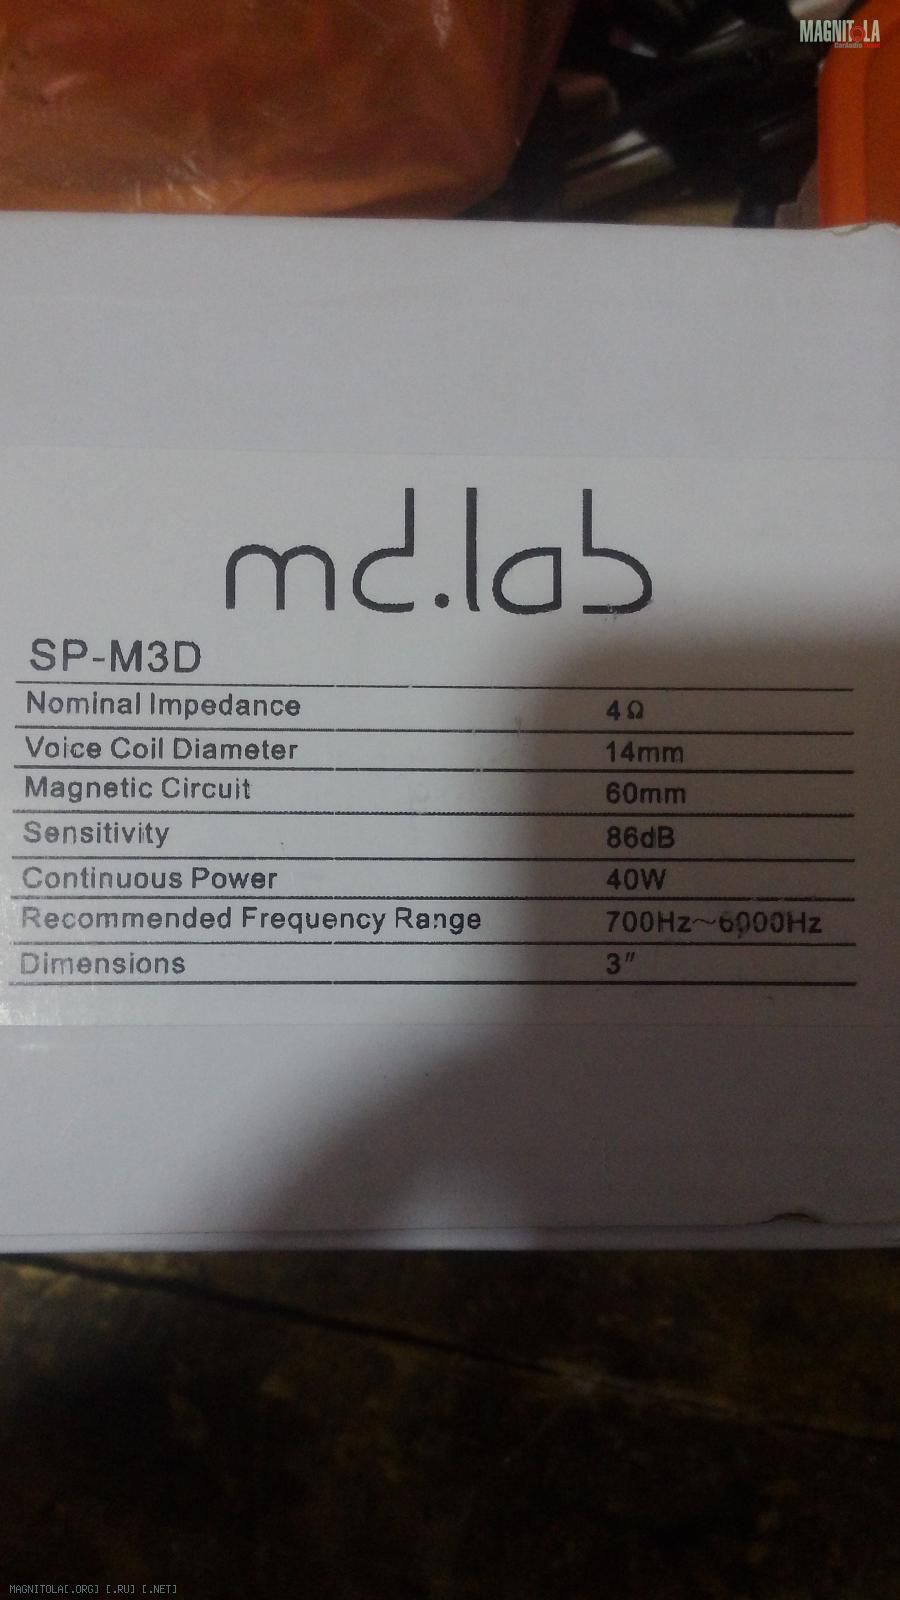 MAGNITOLA
CarAudio
md.lab
SP-M3D
Nominal Impedance 4Ω
Voice Coil Diameter 14mm
Magnetic Circuit 60mm
Sensitivity 86dB
Continuous Power 40W
Recommended Frequency Range 700Hz~6000Hz
Dimensions 3"
MAGNITOLA[.ORG] [.RU] [.NET]